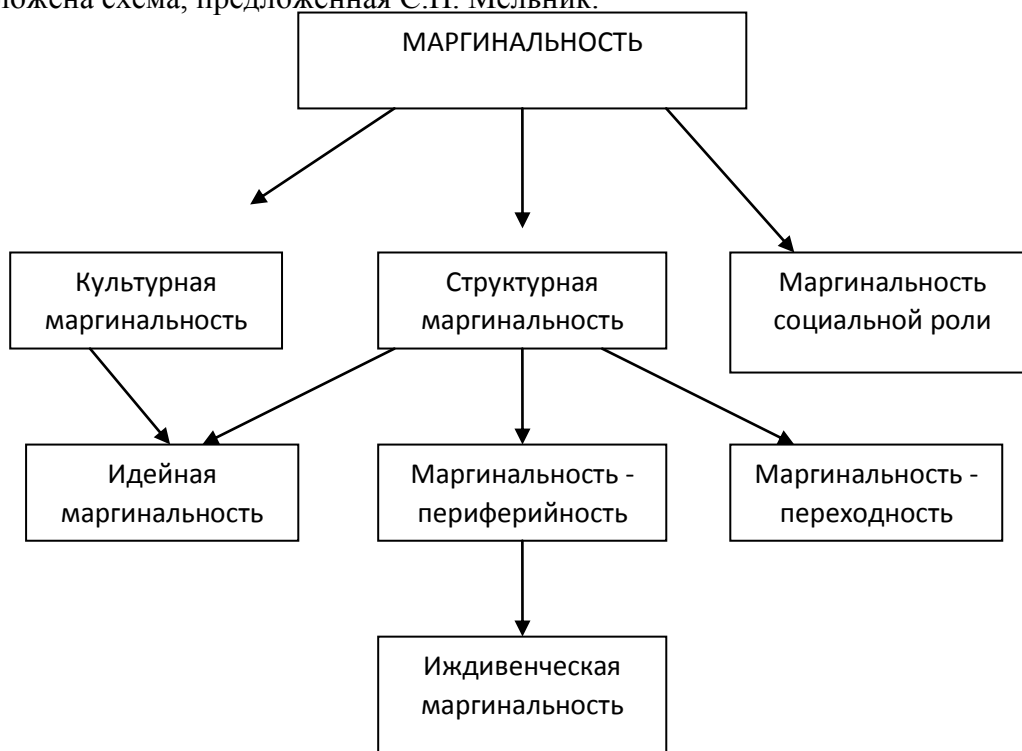 схема, предложенная С.П. Мельник.
МАРГИНАЛЬНОСТЬ
Культурная
маргинальность
Структурная
маргинальность
Маргинальность
социальной роли
Идейная
маргинальность
Маргинальность -
периферийность
Маргинальность -
переходность
Иждивенческая
маргинальность